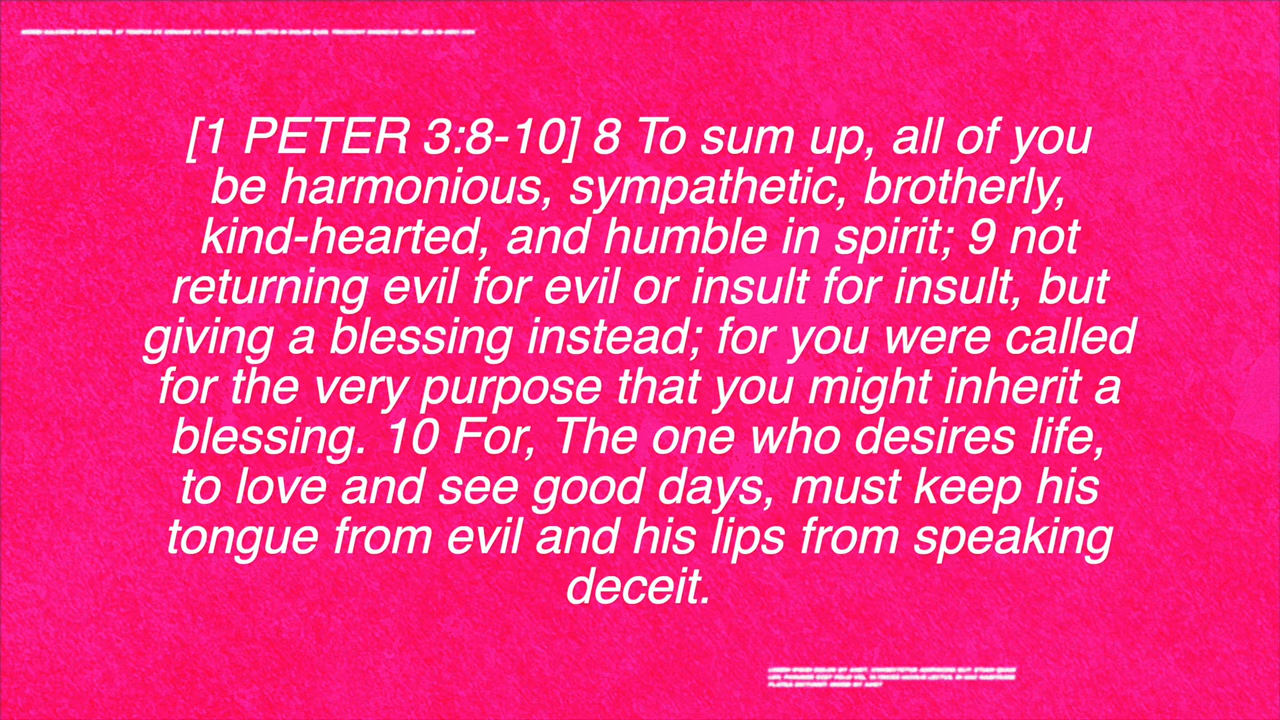 [1 PETER 3:8-10] 8 To sum up, all of you
be harmonious, sympathetic, brotherly,
kind-hearted, and humble in spirit; 9 not
returning evil for evil or insult for insult, but
giving a blessing instead; for you were called
for the very purpose that you might inherit a
blessing. 10 For, The one who desires life,
to love and see good days, must keep his
tongue from evil and his lips from speaking
deceit.